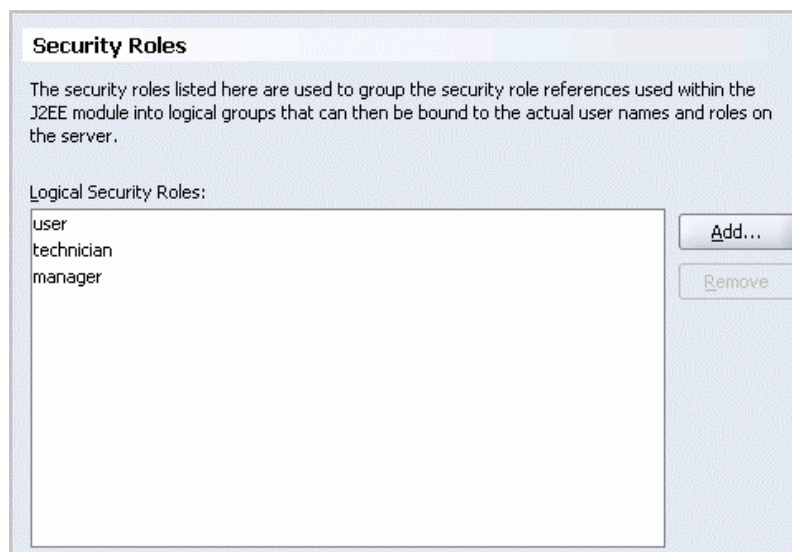 Security Roles
The security roles listed here are used to group the security role references used within the
J2EE module into logical groups that can then be bound to the actual user names and roles on
the server.
Logical Security Roles:
user
technician
manager
Add...
Remove